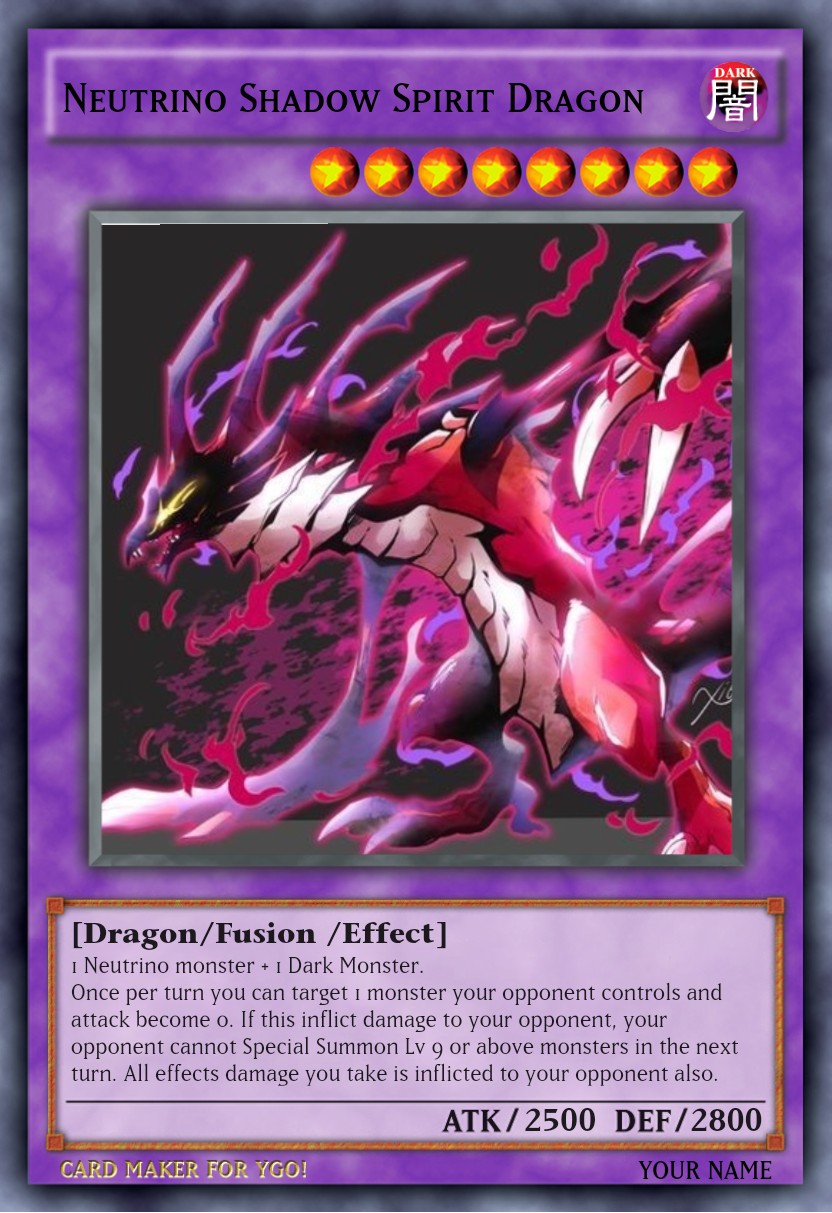 Neutrino Shadow Spirit Dragon
DARK
闇
[Dragon/Fusion /Effect]
1 Neutrino monster + 1 Dark Monster.
Once per turn you can target 1 monster your opponent controls and
attack become 0. If this inflict damage to your opponent, your
opponent cannot Special Summon Lv 9 or above monsters in the next
turn. All effects damage you take is inflicted to your opponent also.
ATK/2500 DEF/2800
CARD MAKER FOR YGO!
YOUR NAME